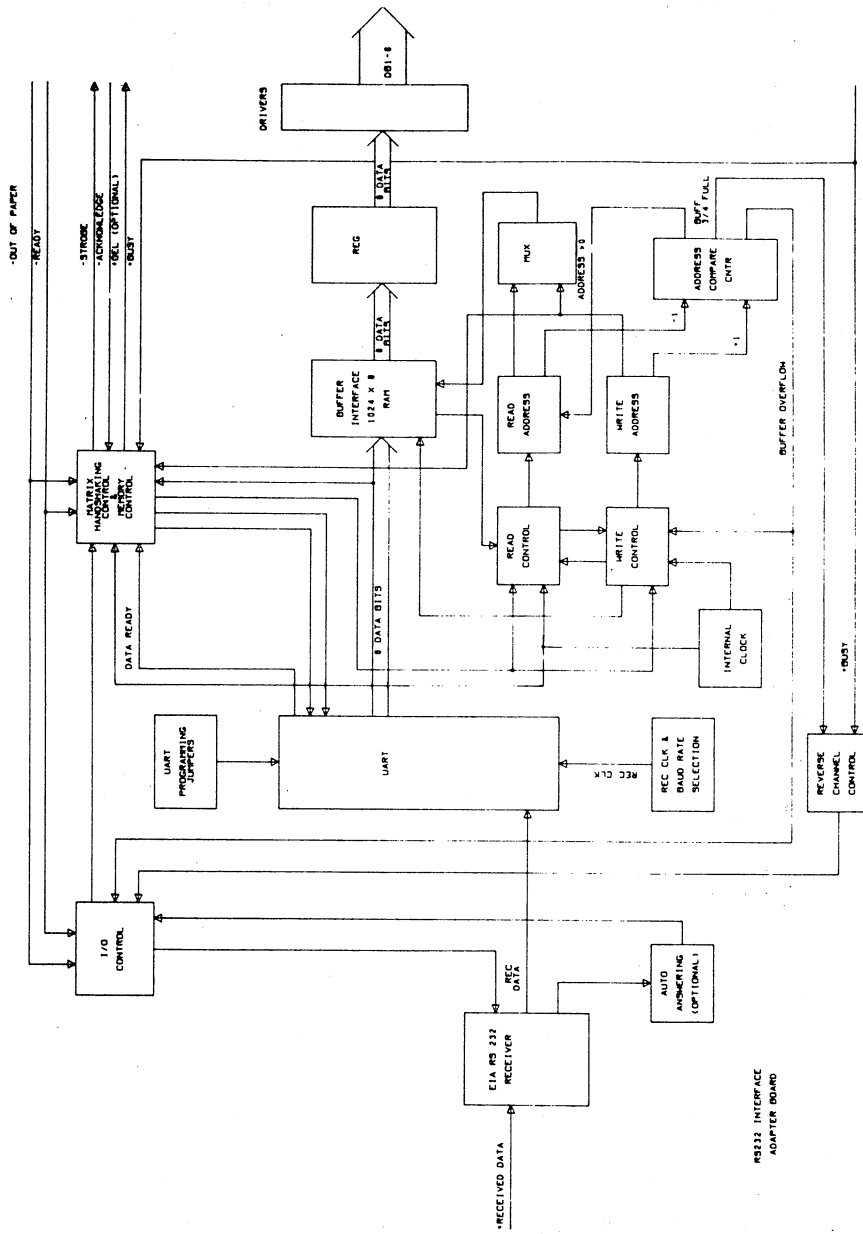 -OUT OF PAPER
-READY
-STROBE
-ACKNOWLEDGE
+DEL (OPTIONAL)
+BUSY
I/O
CONTROL
MATRIX
HANDSHAKING
CONTROL
&
MEMORY
CONTROL
DATA READY
UART
PROGRAMMING
JUMPERS
DRIVERS
DB1-8
8 DATA
BITS
REG
8 DATA
BITS
BUFFER
INTERFACE
1024 X 8
RAM
8 DATA BITS
UART
+RECEIVED DATA
EIA RS 232
RECEIVER
REC
DATA
AUTO
ANSWERING
(OPTIONAL)
REC CLK
REC CLK &
BAUD RATE
SELECTION
READ
CONTROL
READ
ADDRESS
MUX
ADDRESS >0
WRITE
CONTROL
WRITE
ADDRESS
-1
+1
ADDRESS
COMPARE
CNTR
BUFF
3/4 FULL
INTERNAL
CLOCK
BUFFER OVERFLOW
REVERSE
CHANNEL
CONTROL
+BUSY
RS232 INTERFACE
ADAPTER BOARD